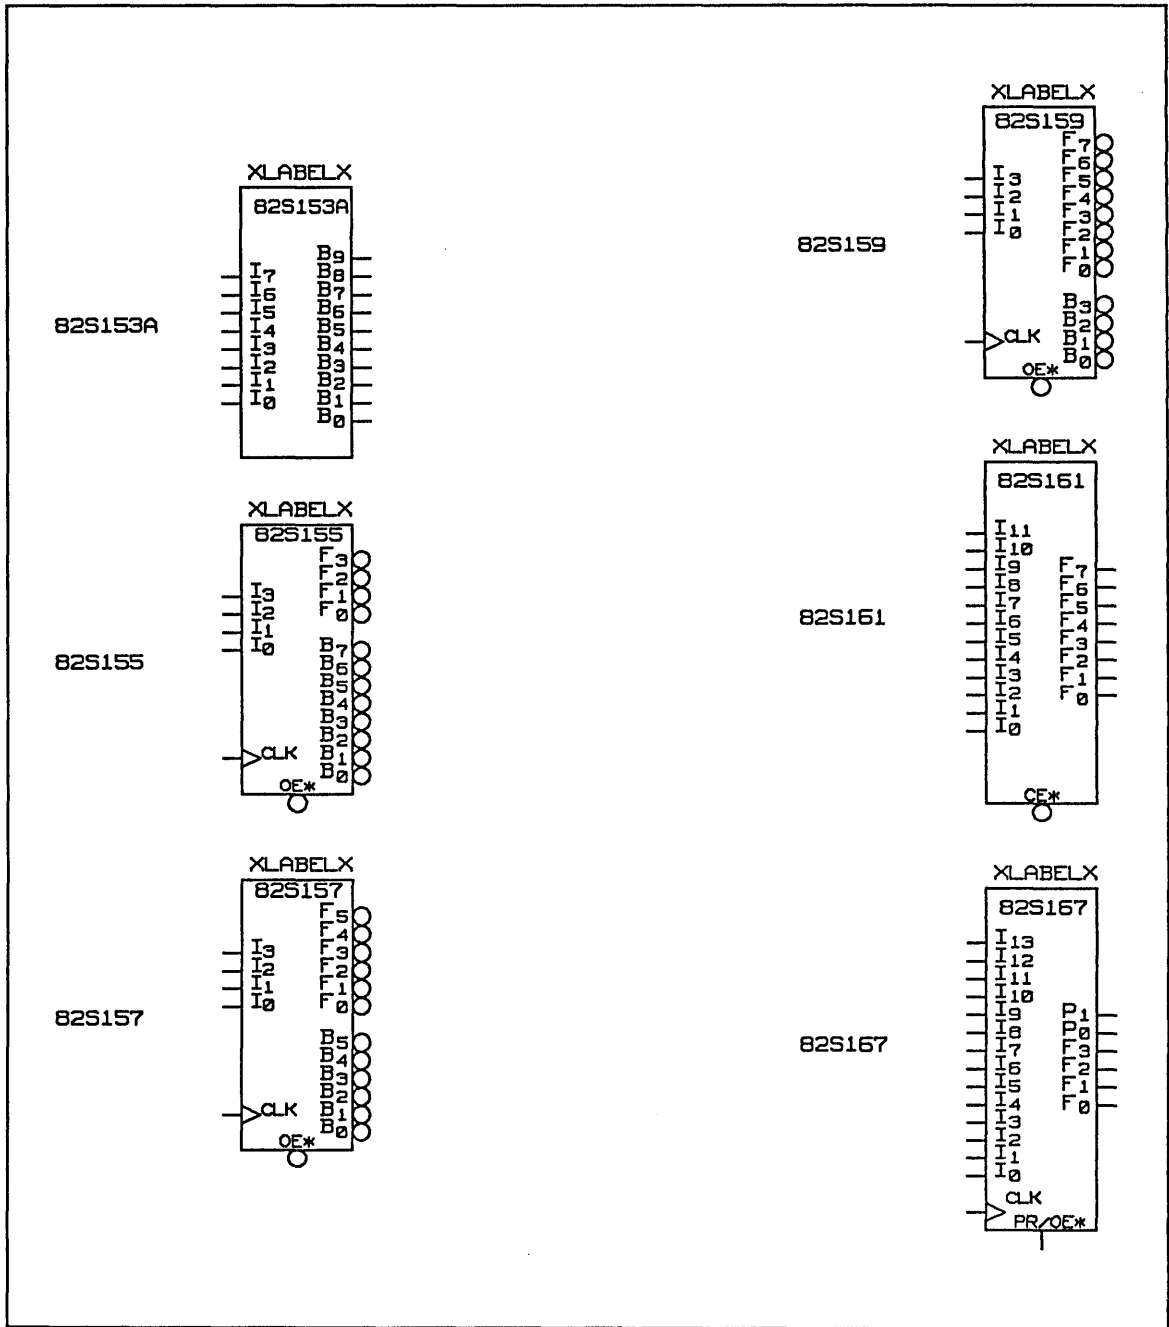 XLABELX
82S153A
B9
I7 B8
I6 B7
I5 B6
I4 B5
I3 B4
I2 B3
I1 B2
I0 B1
B0
82S153A
XLABELX
82S155
F3
F2
I3 F1
I2 F0
I1
I0 B7
B6
B5
B4
B3
B2
CLK B1
B0
OE*
82S155
XLABELX
82S157
F5
F4
I3 F3
I2 F2
I1 F1
I0 F0
B5
B4
B3
B2
CLK B1
B0
OE*
82S157
XLABELX
82S159
F7
F6
I3 F5
I2 F4
I1 F3
I0 F2
F1
F0
B3
B2
CLK B1
B0
OE*
82S159
XLABELX
82S161
I11
I10
I9 F7
I8 F6
I7 F5
I6 F4
I5 F3
I4 F2
I3 F1
I2 F0
I1
I0
CE*
82S161
XLABELX
82S167
I13
I12
I11
I10
I9 P1
I8 P0
I7 F3
I6 F2
I5 F1
I4 F0
I3
I2
I1
I0
CLK
PR/OE*
82S167